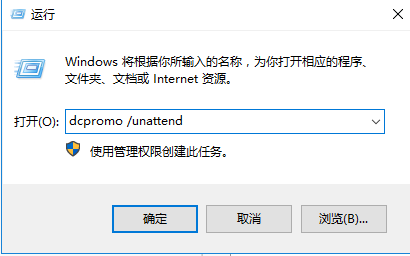 运行
Windows 将根据你所输入的名称，为你打开相应的程序、
文件夹、文档或 Internet 资源。
打开(O): dcpromo /unattend
使用管理权限创建此任务。
确定 取消 浏览(B)...